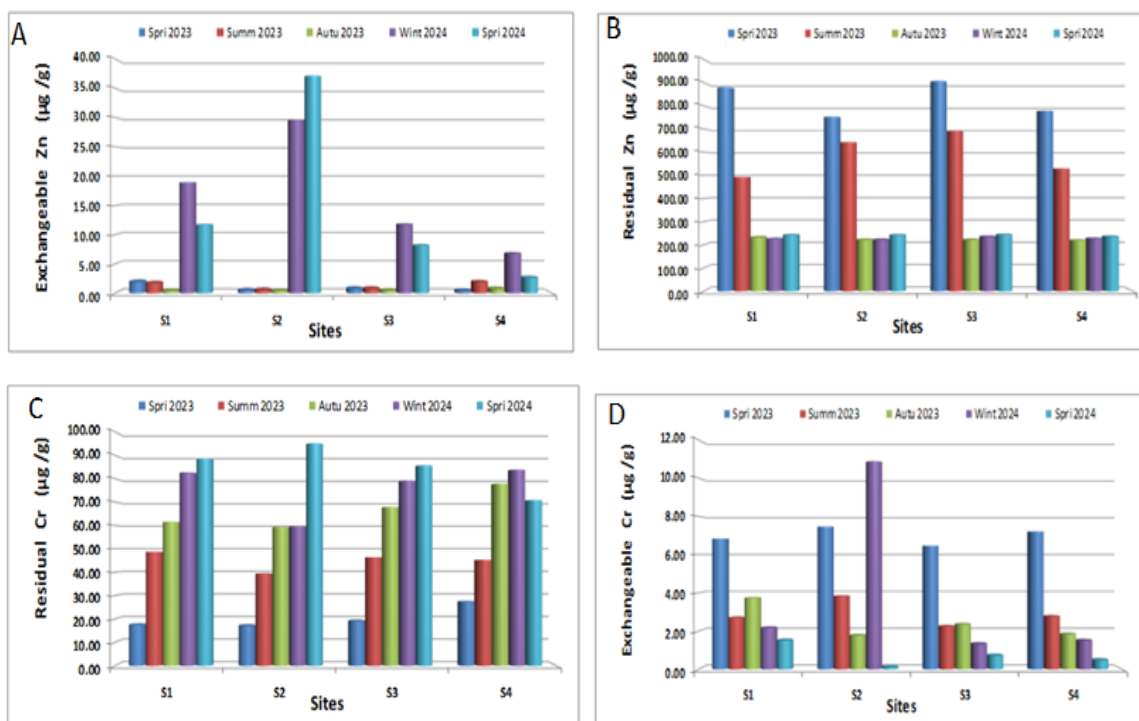 A
Spri 2023 Summ 2023 Autu 2023 Wint 2024 Spri 2024
Exchangeable Zn (µg /g)
40.00
35.00
30.00
25.00
20.00
15.00
10.00
5.00
0.00
S1 S2 S3 S4
Sites
B
Spri 2023 Summ 2023 Autu 2023 Wint 2024 Spri 2024
Residual Zn (µg /g)
1000.00
900.00
800.00
700.00
600.00
500.00
400.00
300.00
200.00
100.00
0.00
S1 S2 S3 S4
Sites
C
Spri 2023 Summ 2023 Autu 2023 Wint 2024 Spri 2024
Residual Cr (µg /g)
100.00
90.00
80.00
70.00
60.00
50.00
40.00
30.00
20.00
10.00
0.00
S1 S2 S3 S4
Sites
D
Spri 2023 Summ 2023 Autu 2023 Wint 2024 Spri 2024
Exchangeable Cr (µg /g)
12.00
10.00
8.00
6.00
4.00
2.00
0.00
S1 S2 S3 S4
Sites